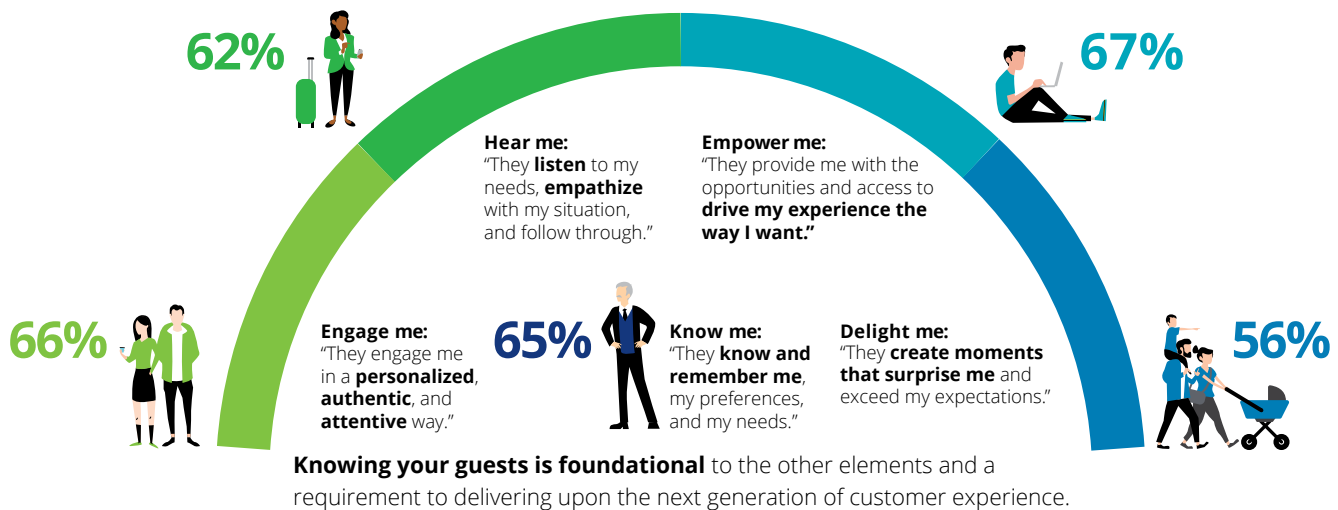 62%
67%
Hear me:
“They listen to my
needs, empathize
with my situation,
and follow through.”
Empower me:
“They provide me with the
opportunities and access to
drive my experience the
way I want.”
66%
Engage me:
“They engage me
in a personalized,
authentic, and
attentive way.”
65%
Know me:
“They know and
remember me,
my preferences,
and my needs.”
Delight me:
“They create moments
that surprise me and
exceed my expectations.”
56%
Knowing your guests is foundational to the other elements and a
requirement to delivering upon the next generation of customer experience.